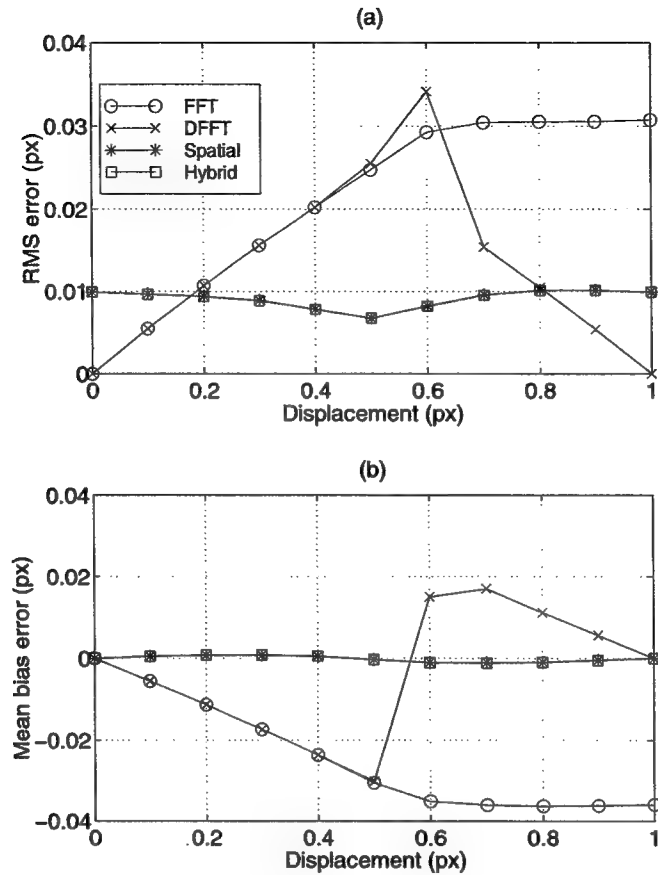 (a)
0.04
0.03
0.02
0.01
0
RMS error (px)
FFT
DFFT
Spatial
Hybrid
0 0.2 0.4 0.6 0.8 1
Displacement (px)
(b)
0.04
0.02
0
−0.02
−0.04
Mean bias error (px)
0 0.2 0.4 0.6 0.8 1
Displacement (px)